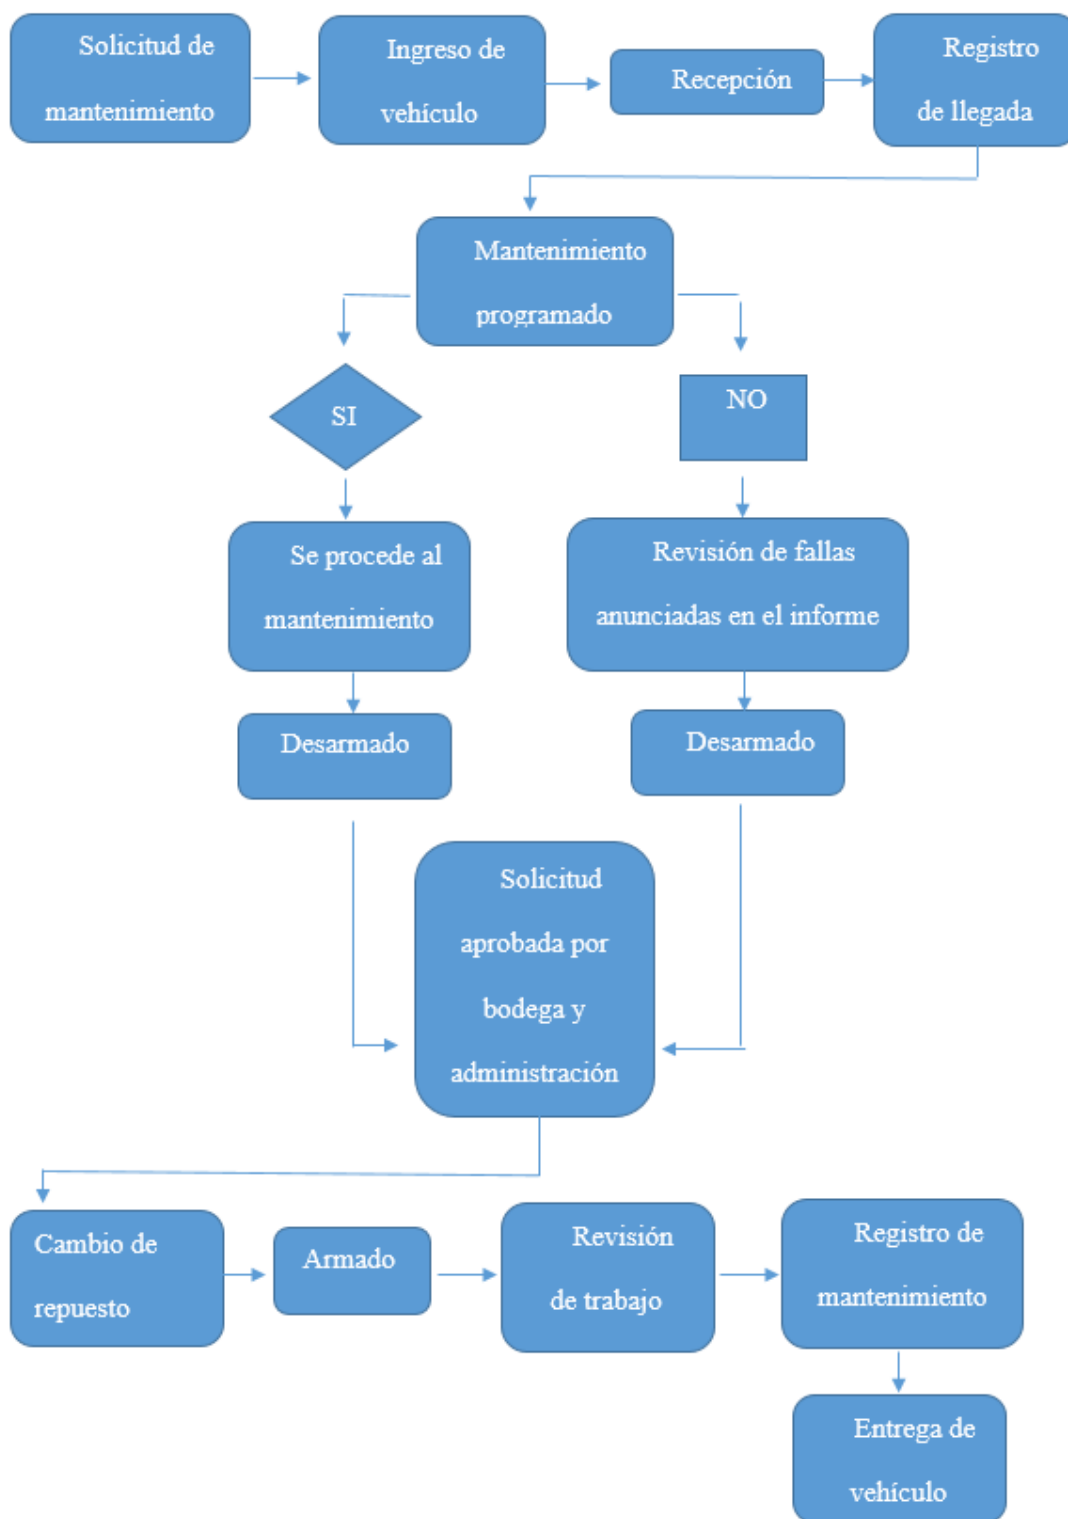 Solicitud de
mantenimiento
Ingreso de
vehículo
Recepción
Registro
de llegada
Mantenimiento
programado
SI
NO
Se procede al
mantenimiento
Revisión de fallas
anunciadas en el informe
Desarmado
Desarmado
Solicitud
aprobada por
bodega y
administración
Cambio de
repuesto
Armado
Revisión
de trabajo
Registro de
mantenimiento
Entrega de
vehículo